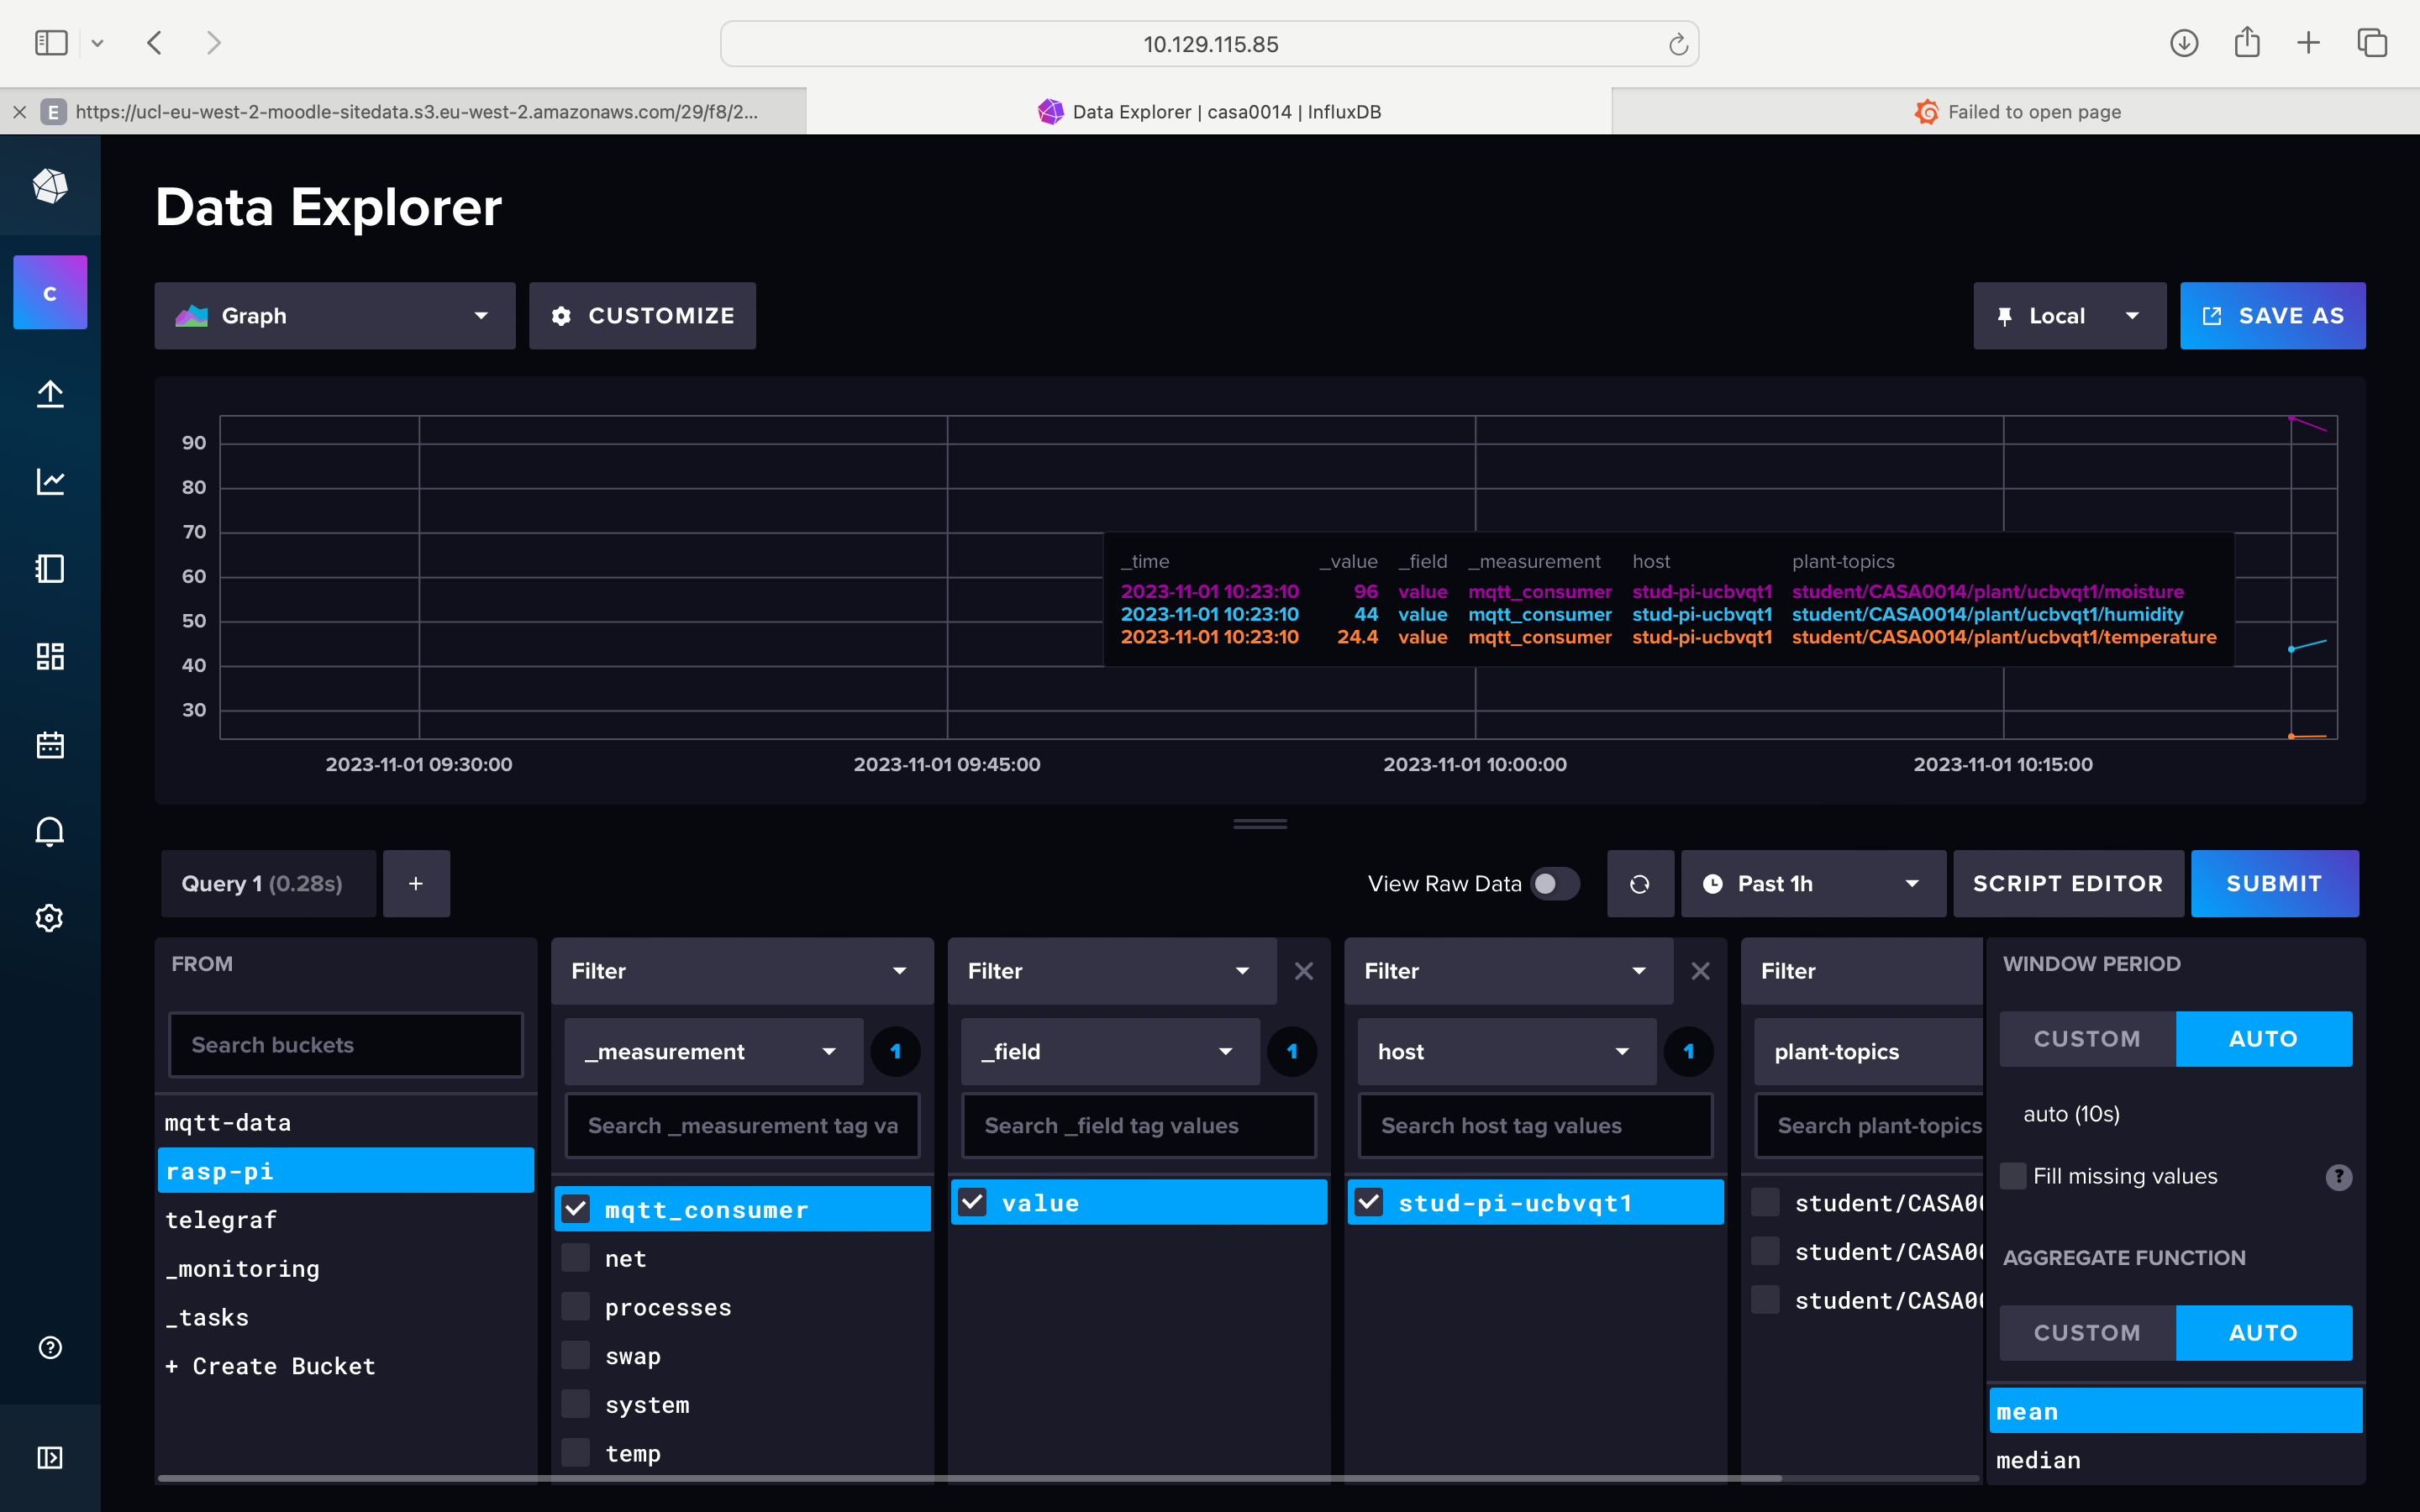 10.129.115.85
E https://ucl-eu-west-2-moodle-sitedata.s3.eu-west-2.amazonaws.com/29/f8/2...
Data Explorer | casa0014 | InfluxDB
Failed to open page
Data Explorer
C
Graph
CUSTOMIZE
Local
SAVE AS
90
80
70
60
50
40
30
_time _value _field _measurement host plant-topics
2023-11-01 10:23:10 96 value mqtt_consumer stud-pi-ucbvqt1 student/CASA0014/plant/ucbvqt1/moisture
2023-11-01 10:23:10 44 value mqtt_consumer stud-pi-ucbvqt1 student/CASA0014/plant/ucbvqt1/humidity
2023-11-01 10:23:10 24.4 value mqtt_consumer stud-pi-ucbvqt1 student/CASA0014/plant/ucbvqt1/temperature
2023-11-01 09:30:00
2023-11-01 09:45:00
2023-11-01 10:00:00
2023-11-01 10:15:00
Query 1 (0.28s)
+
View Raw Data
Past 1h
SCRIPT EDITOR
SUBMIT
FROM
Search buckets
mqtt-data
rasp-pi
telegraf
_monitoring
_tasks
+ Create Bucket
Filter
_measurement
1
Search _measurement tag va
mqtt_consumer
net
processes
swap
system
temp
Filter
_field
1
Search _field tag values
value
Filter
host
1
Search host tag values
stud-pi-ucbvqt1
Filter
plant-topics
Search plant-topics
student/CASA00
student/CASA00
student/CASA00
WINDOW PERIOD
CUSTOM
AUTO
auto (10s)
Fill missing values
?
AGGREGATE FUNCTION
CUSTOM
AUTO
mean
median